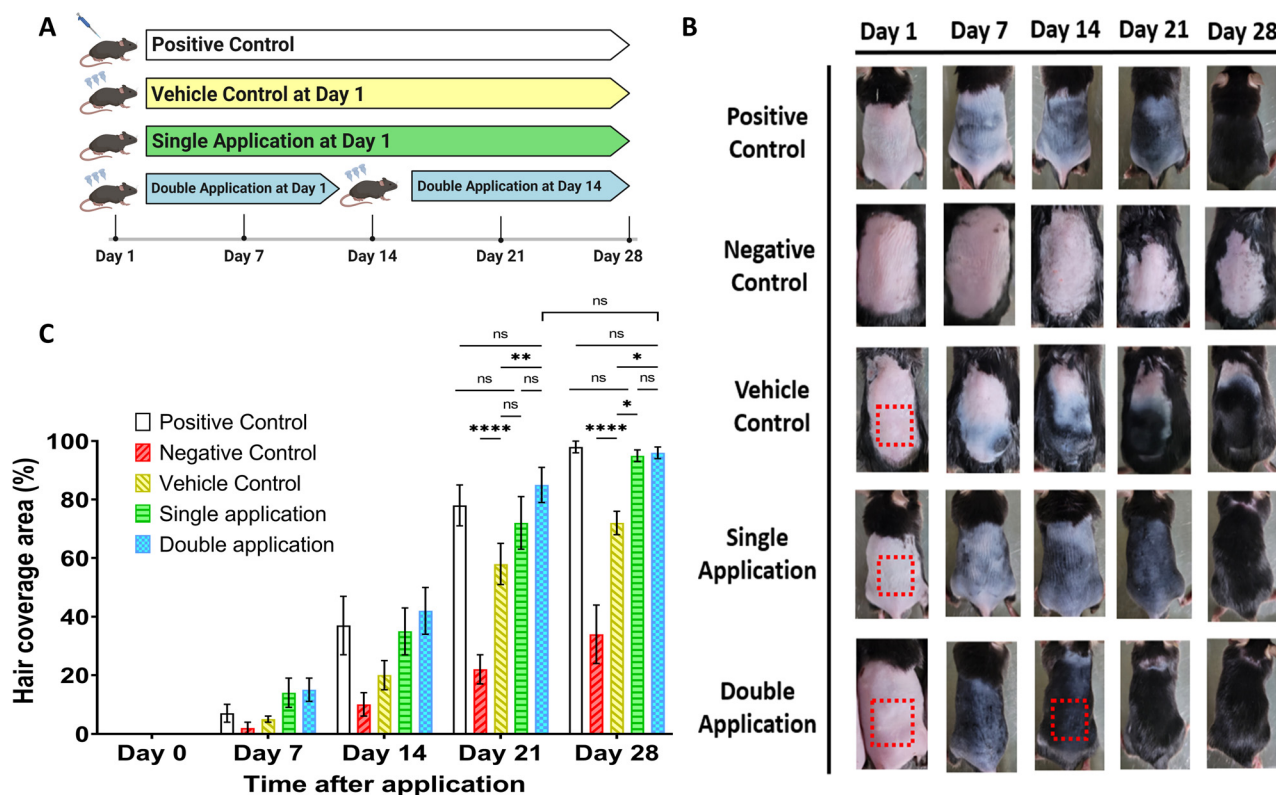 A
Positive Control
Vehicle Control at Day 1
Single Application at Day 1
Double Application at Day 1
Double Application at Day 14
Day 1
Day 7
Day 14
Day 21
Day 28
B
Day 1
Day 7
Day 14
Day 21
Day 28
Positive
Control
Negative
Control
Vehicle
Control
Single
Application
Double
Application
C
ns
ns
ns
**
*
ns
ns
ns
ns
ns
*
****
****
Positive Control
Negative Control
Vehicle Control
Single application
Double application
Hair coverage area (%)
100
80
60
40
20
0
Day 0
Day 7
Day 14
Day 21
Day 28
Time after application